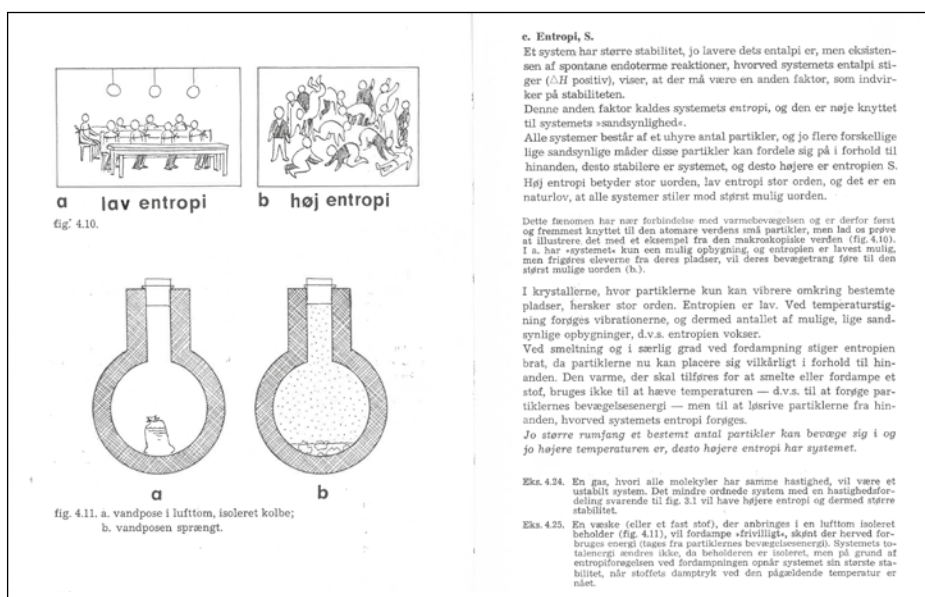 a lav entropi
b høj entropi
fig. 4.10.
a
b
fig. 4.11. a. vandpose i lufttom, isoleret kolbe;
b. vandposen sprængt.
c. Entropi, S.
Et system har større stabilitet, jo lavere dets entalpi er, men eksisten-
sen af spontane endoterme reaktioner, hvorved systemets entalpi sti-
ger (△H positiv), viser, at der må være en anden faktor, som indvir-
ker på stabiliteten.
Denne anden faktor kaldes systemets entropi, og den er nøje knyttet
til systemets »sandsynlighed«.
Alle systemer består af et uhyre antal partikler, og jo flere forskellige
lige sandsynlige måder disse partikler kan fordele sig på i forhold til
hinanden, desto stabilere er systemet, og desto højere er entropien S.
Høj entropi betyder stor uorden, lav entropi stor orden, og det er en
naturlov, at alle systemer stiler mod størst mulig uorden.
Dette fænomen har nær forbindelse med varmebevægelsen og er derfor først
og fremmest knyttet til den atomare verdens små partikler, men lad os prøve
at illustrere det med et eksempel fra den makroskopiske verden (fig. 4.10).
I a. har »systemet« kun een mulig opbygning, og entropien er lavest mulig,
men frigøres eleverne fra deres pladser, vil deres bevægetrang føre til den
størst mulige uorden (b.).
I krystallerne, hvor partiklerne kun kan vibrere omkring bestemte
pladser, hersker stor orden. Entropien er lav. Ved temperaturstig-
ning forøges vibrationerne, og dermed antallet af mulige, lige sand-
synlige opbygninger, d.v.s. entropien vokser.
Ved smeltning og i særlig grad ved fordampning stiger entropien
brat, da partiklerne nu kan placere sig vilkårligt i forhold til hin-
anden. Den varme, der skal tilføres for at smelte eller fordampe et
stof, bruges ikke til at hæve temperaturen — d.v.s. til at forøge par-
tiklernes bevægelsesenergi — men til at løsrive partiklerne fra hin-
anden, hvorved systemets entropi forøges.
Jo større rumfang et bestemt antal partikler kan bevæge sig i og
jo højere temperaturen er, desto højere entropi har systemet.
Eks. 4.24. En gas, hvori alle molekyler har samme hastighed, vil være et
ustabilt system. Det mindre ordnede system med en hastighedsfor-
deling svarende til fig. 3.1 vil have højere entropi og dermed større
stabilitet.
Eks. 4.25. En væske (eller et fast stof), der anbringes i en lufttom isoleret
beholder (fig. 4.11), vil fordampe »frivilligt«, skønt der herved for-
bruges energi (tages fra partiklernes bevægelsesenergi). Systemets to-
talenergi ændres ikke, da beholderen er isoleret, men på grund af
entropiforøgelsen ved fordampningen opnår systemet sin største sta-
bilitet, når stoffets damptryk ved den pågældende temperatur er
nået.